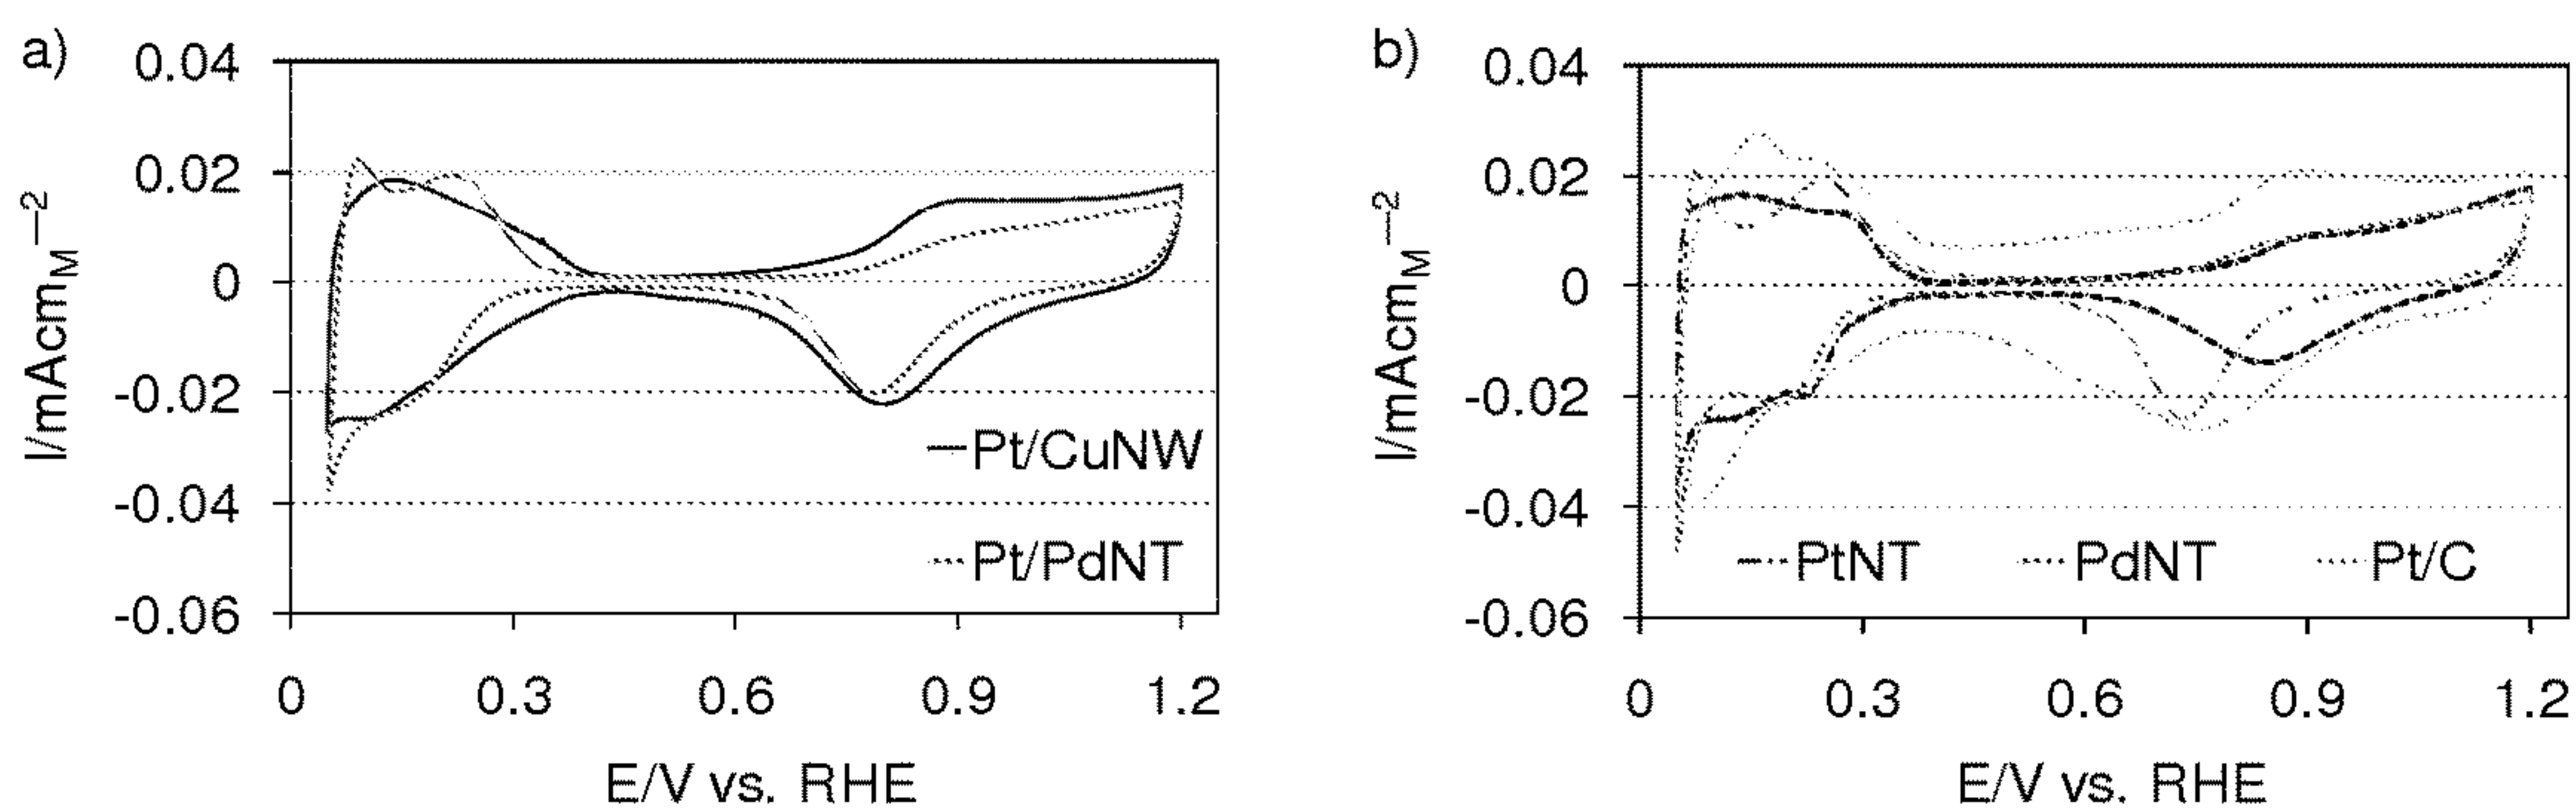 a)
0.04
0.02
0
-0.02
-0.04
-0.06
I/mAcm_M^—2
Pt/CuNW
Pt/PdNT
0 0.3 0.6 0.9 1.2
E/V vs. RHE
b)
0.04
0.02
0
-0.02
-0.04
-0.06
I/mAcm_M^—2
PtNT PdNT Pt/C
0 0.3 0.6 0.9 1.2
E/V vs. RHE